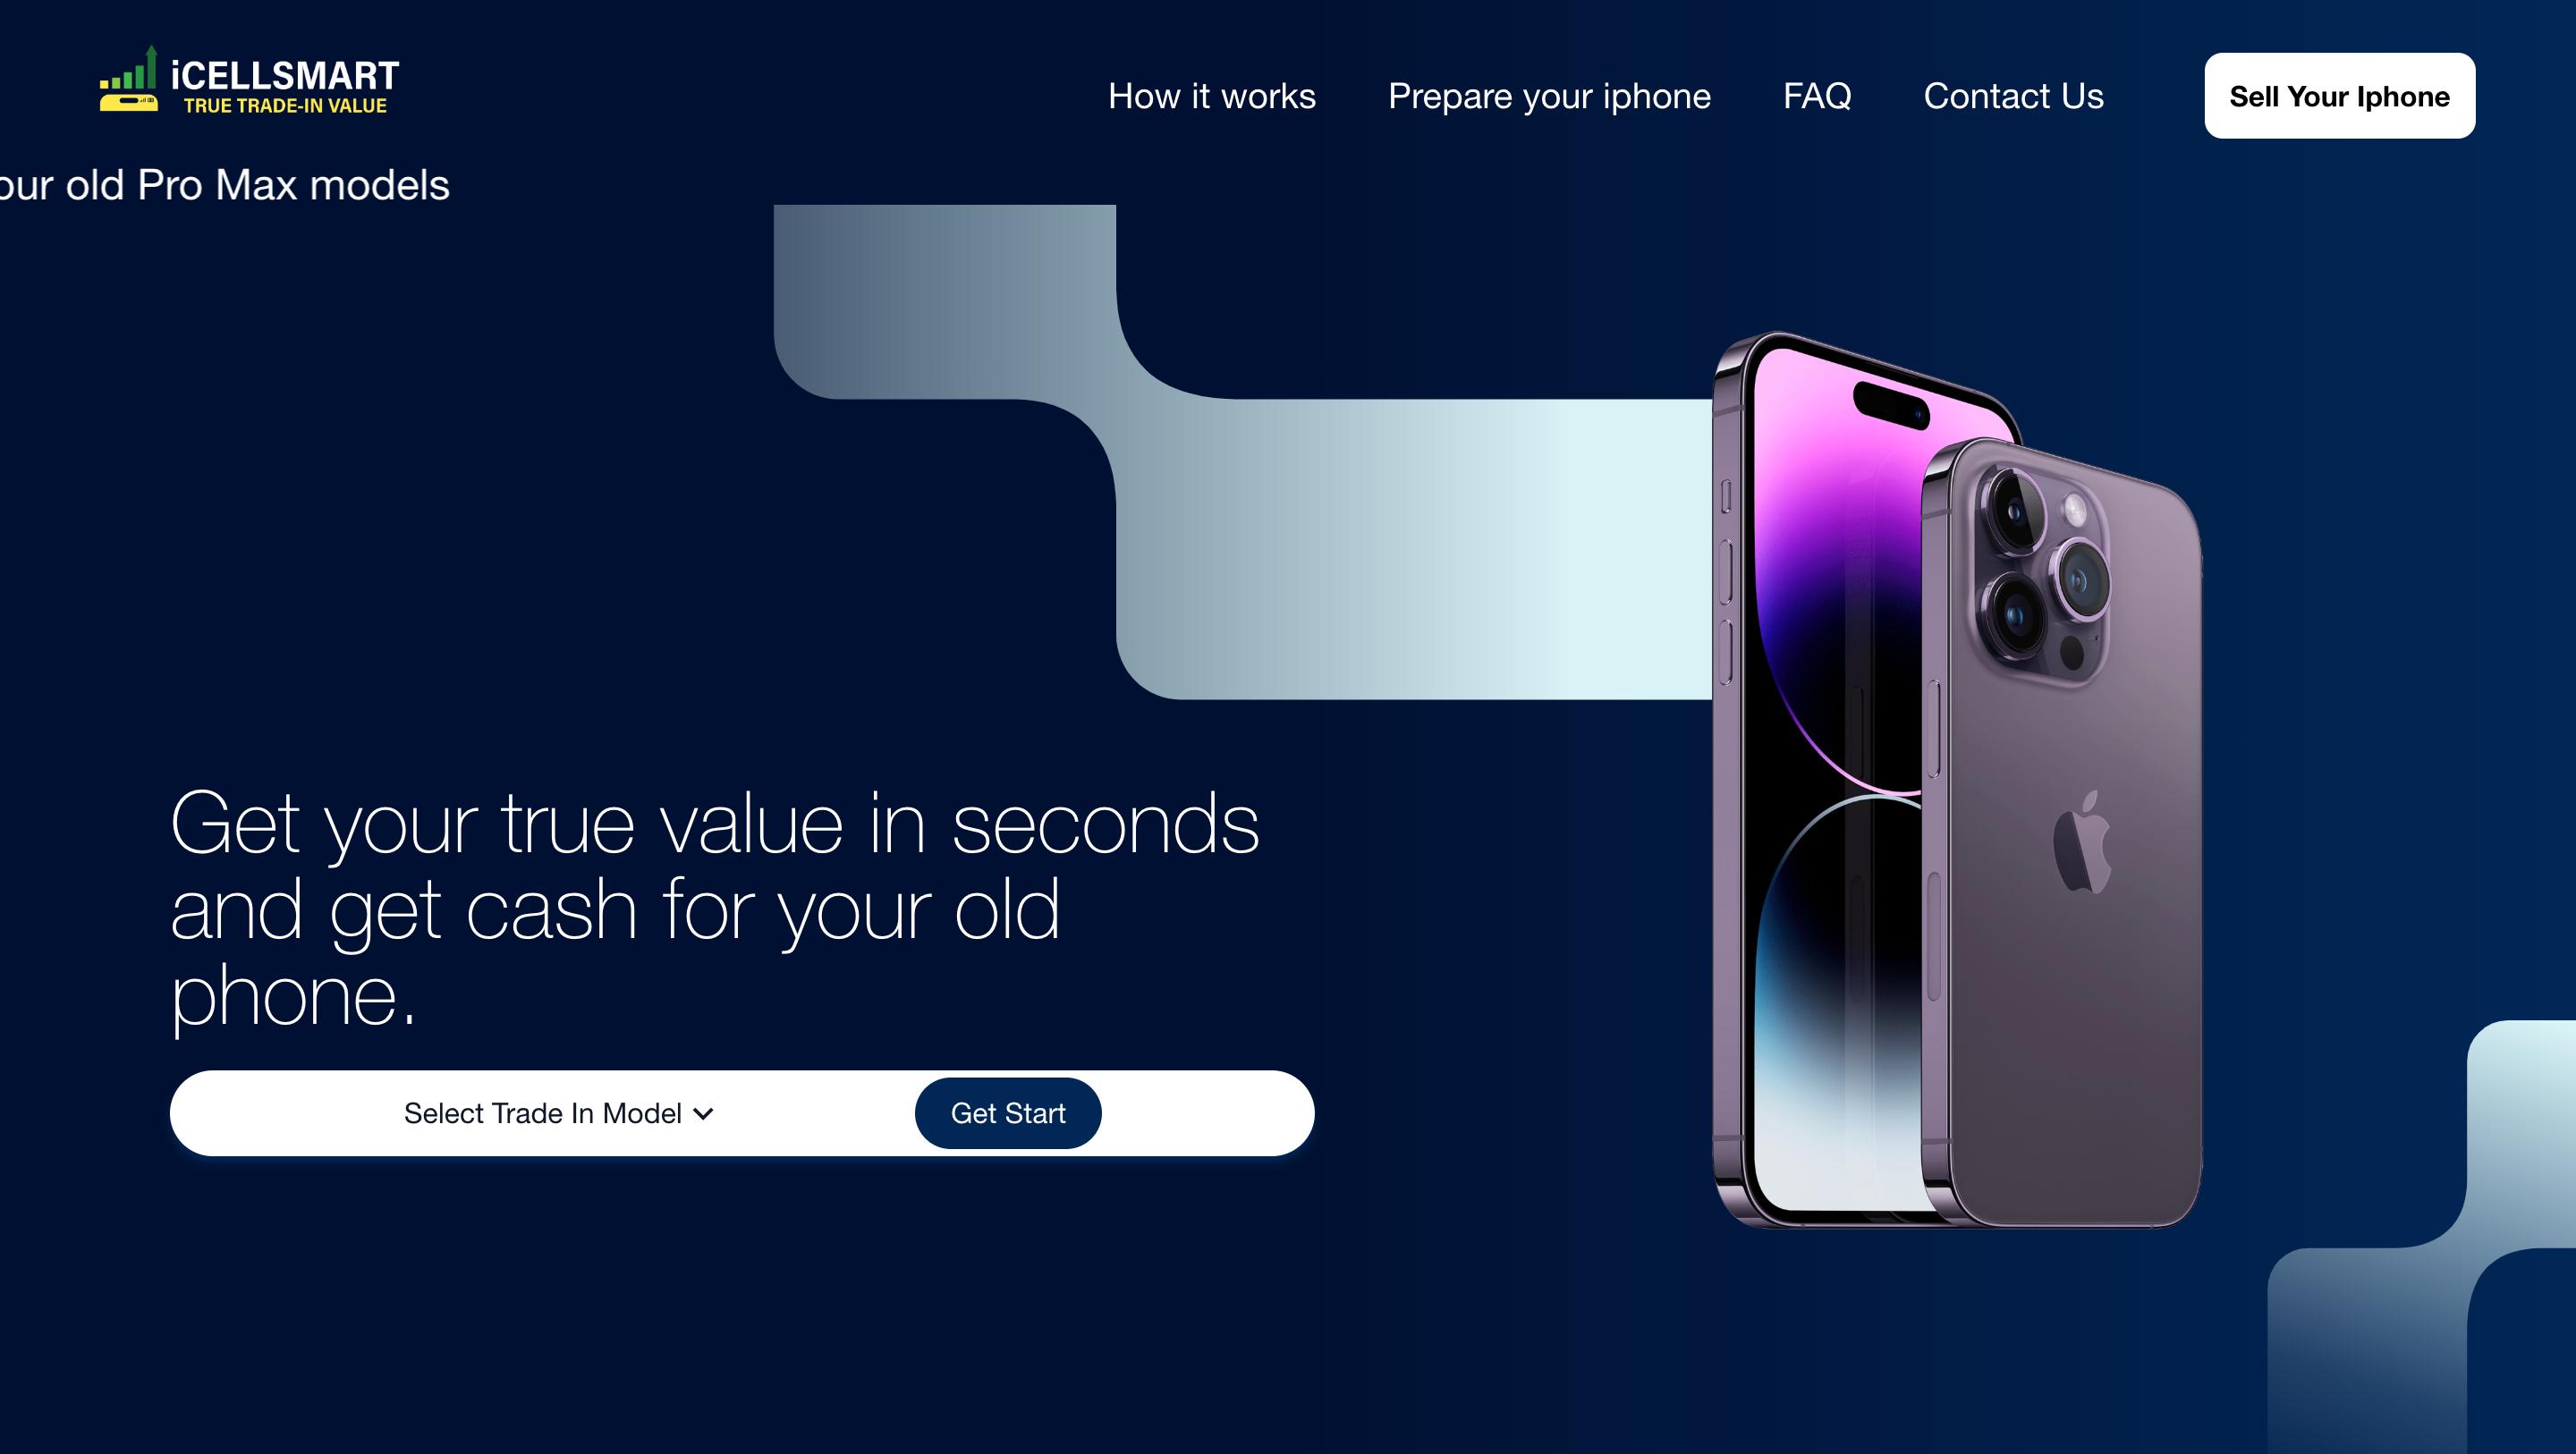 iCELLSMART
TRUE TRADE-IN VALUE
How it works
Prepare your iphone
FAQ
Contact Us
Sell Your Iphone
our old Pro Max models
Get your true value in seconds
and get cash for your old
phone.
Select Trade In Model
Get Start